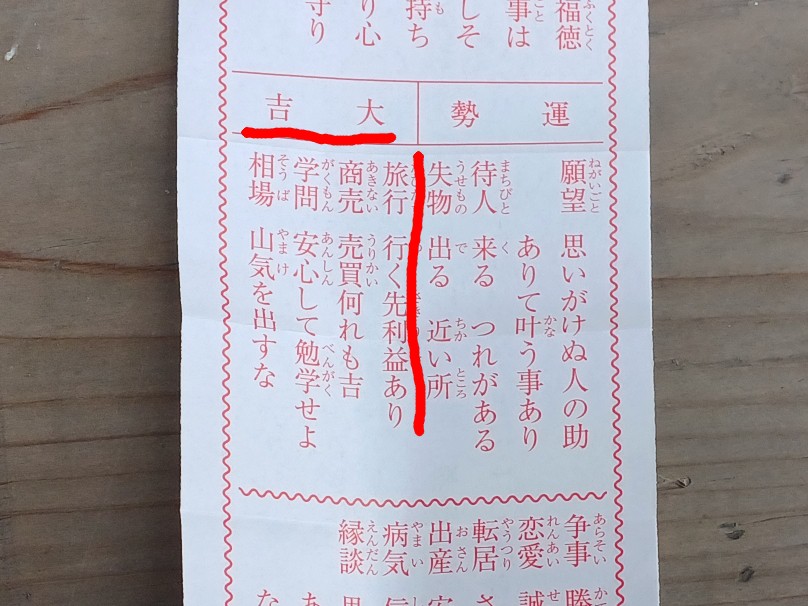 福徳
事は
しそ
持ち
り心
守り
運勢
大吉
願望 思いがけぬ人の助
ありて叶う事あり
待人 来る つれがある
失物 出る 近い所
旅行 行く先利益あり
商売 売買何れも吉
学問 安心して勉学せよ
相場 山気を出すな
争事 勝
恋愛 誠
転居 さ
出産
病気
縁談
あ
な